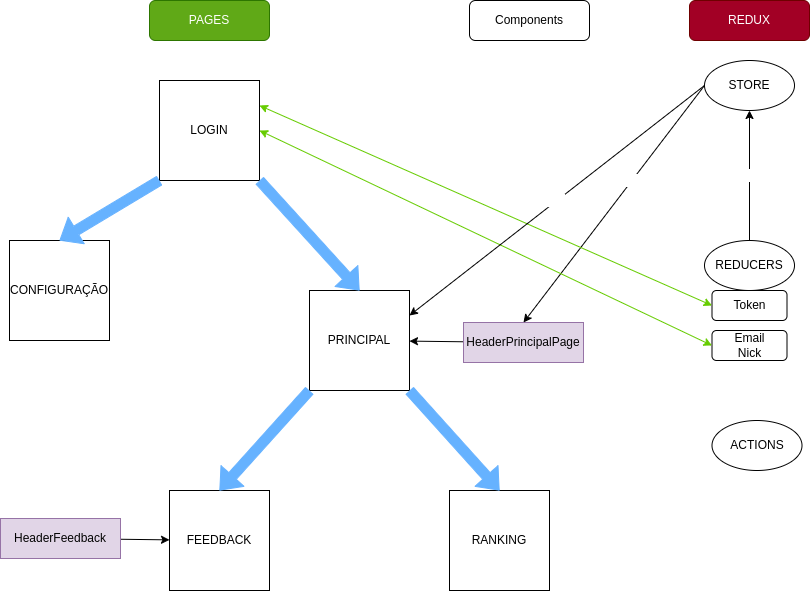 PAGES
Components
REDUX
STORE
LOGIN
REDUCERS
CONFIGURAÇÃO
Token
PRINCIPAL
HeaderPrincipalPage
Email
Nick
ACTIONS
HeaderFeedback
FEEDBACK
RANKING